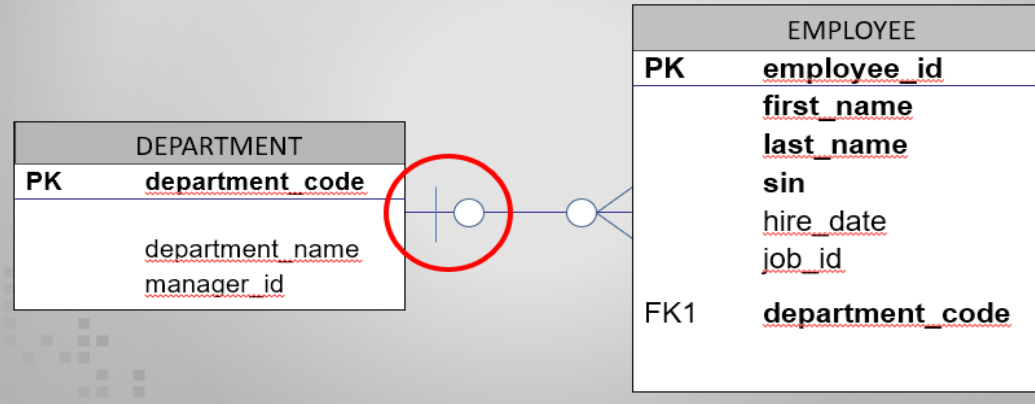 DEPARTMENT
PK department_code
department_name
manager_id
EMPLOYEE
PK employee_id
first_name
last_name
sin
hire_date
job_id
FK1 department_code